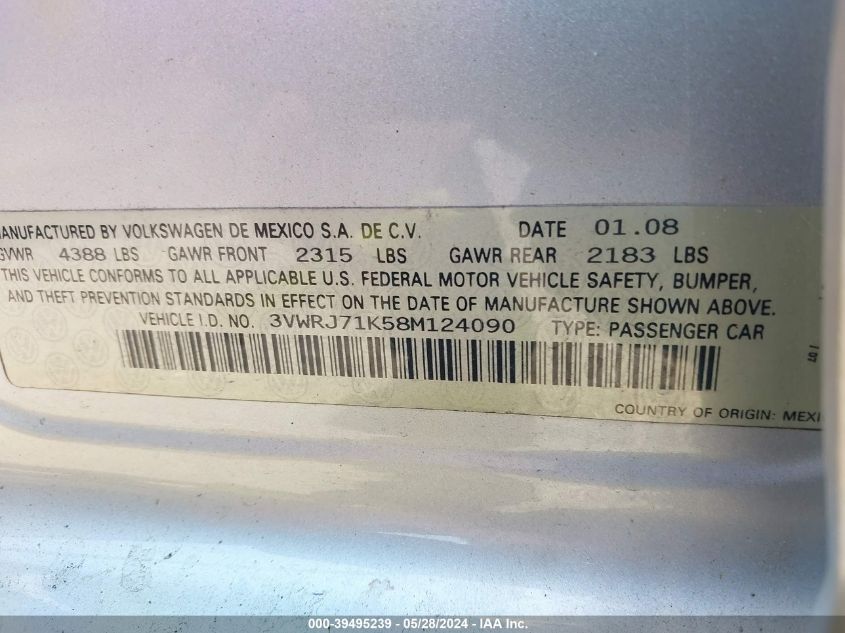 MANUFACTURED BY VOLKSWAGEN DE MEXICO S.A. DE C.V. DATE 01.08
GVWR 4388 LBS GAWR FRONT 2315 LBS GAWR REAR 2183 LBS
THIS VEHICLE CONFORMS TO ALL APPLICABLE U.S. FEDERAL MOTOR VEHICLE SAFETY, BUMPER,
AND THEFT PREVENTION STANDARDS IN EFFECT ON THE DATE OF MANUFACTURE SHOWN ABOVE.
VEHICLE I.D. NO. 3VWRJ71K58M124090 TYPE: PASSENGER CAR
COUNTRY OF ORIGIN: MEXI
000-39495239 - 05/28/2024 - IAA Inc.